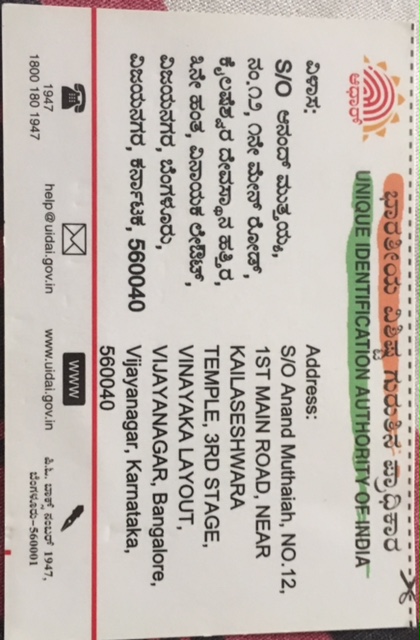 ಭಾರತೀಯ ವಿಶಿಷ್ಟ ಗುರುತಿನ ಪ್ರಾಧಿಕಾರ
UNIQUE IDENTIFICATION AUTHORITY OF INDIA
ಆಧಾರ್
ವಿಳಾಸ:
S/O ಆನಂದ್ ಮುತ್ತಯ್ಯ,
ನಂ.೧೨, ೧ನೇ ಮೇನ್ ರೋಡ್,
ಕೈಲಾಶೇಶ್ವರ ದೇವಸ್ಥಾನ ಹತ್ತಿರ,
೩ನೇ ಹಂತ, ವಿನಾಯಕ ಲೇಔಟ್,
ವಿಜಯನಗರ, ಬೆಂಗಳೂರು,
ವಿಜಯನಗರ, ಕರ್ನಾಟಕ, 560040
Address:
S/O Anand Muthaiah, NO.12,
1ST MAIN ROAD, NEAR
KAILASESHWARA
TEMPLE, 3RD STAGE,
VINAYAKA LAYOUT,
VIJAYANAGAR, Bangalore,
Vijayanagar, Karnataka,
560040
1947
1800 180 1947
help@uidai.gov.in
WWW
www.uidai.gov.in
ಪಿ.ಓ. ಬಾಕ್ಸ್ ನಂಬರ್ 1947,
ಬೆಂಗಳೂರು-560001